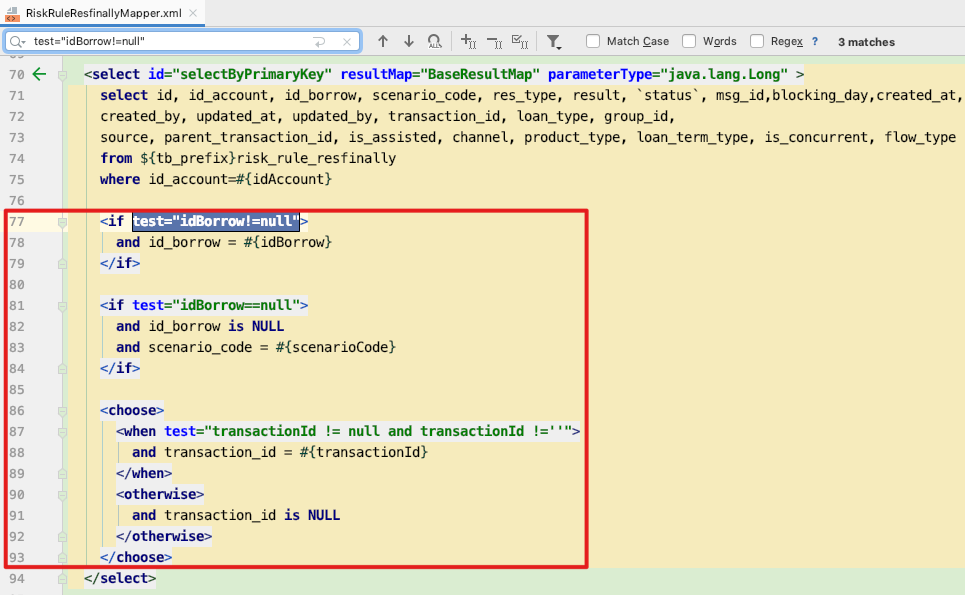 RiskRuleResfinallyMapper.xml
test="idBorrow!=null"
Match Case
Words
Regex
?
3 matches
70 <select id="selectByPrimaryKey" resultMap="BaseResultMap" parameterType="java.lang.Long" >
71 select id, id_account, id_borrow, scenario_code, res_type, result, `status`, msg_id,blocking_day,created_at,
72 created_by, updated_at, updated_by, transaction_id, loan_type, group_id,
73 source, parent_transaction_id, is_assisted, channel, product_type, loan_term_type, is_concurrent, flow_type
74 from ${tb_prefix}risk_rule_resfinally
75 where id_account=#{idAccount}
76
77 <if test="idBorrow!=null">
78 and id_borrow = #{idBorrow}
79 </if>
80
81 <if test="idBorrow==null">
82 and id_borrow is NULL
83 and scenario_code = #{scenarioCode}
84 </if>
85
86 <choose>
87 <when test="transactionId != null and transactionId !=''">
88 and transaction_id = #{transactionId}
89 </when>
90 <otherwise>
91 and transaction_id is NULL
92 </otherwise>
93 </choose>
94 </select>